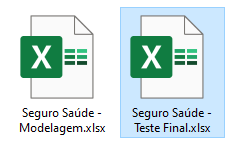 X
X
Seguro Saúde -
Modelagem.xlsx
Seguro Saúde -
Teste Final.xlsx